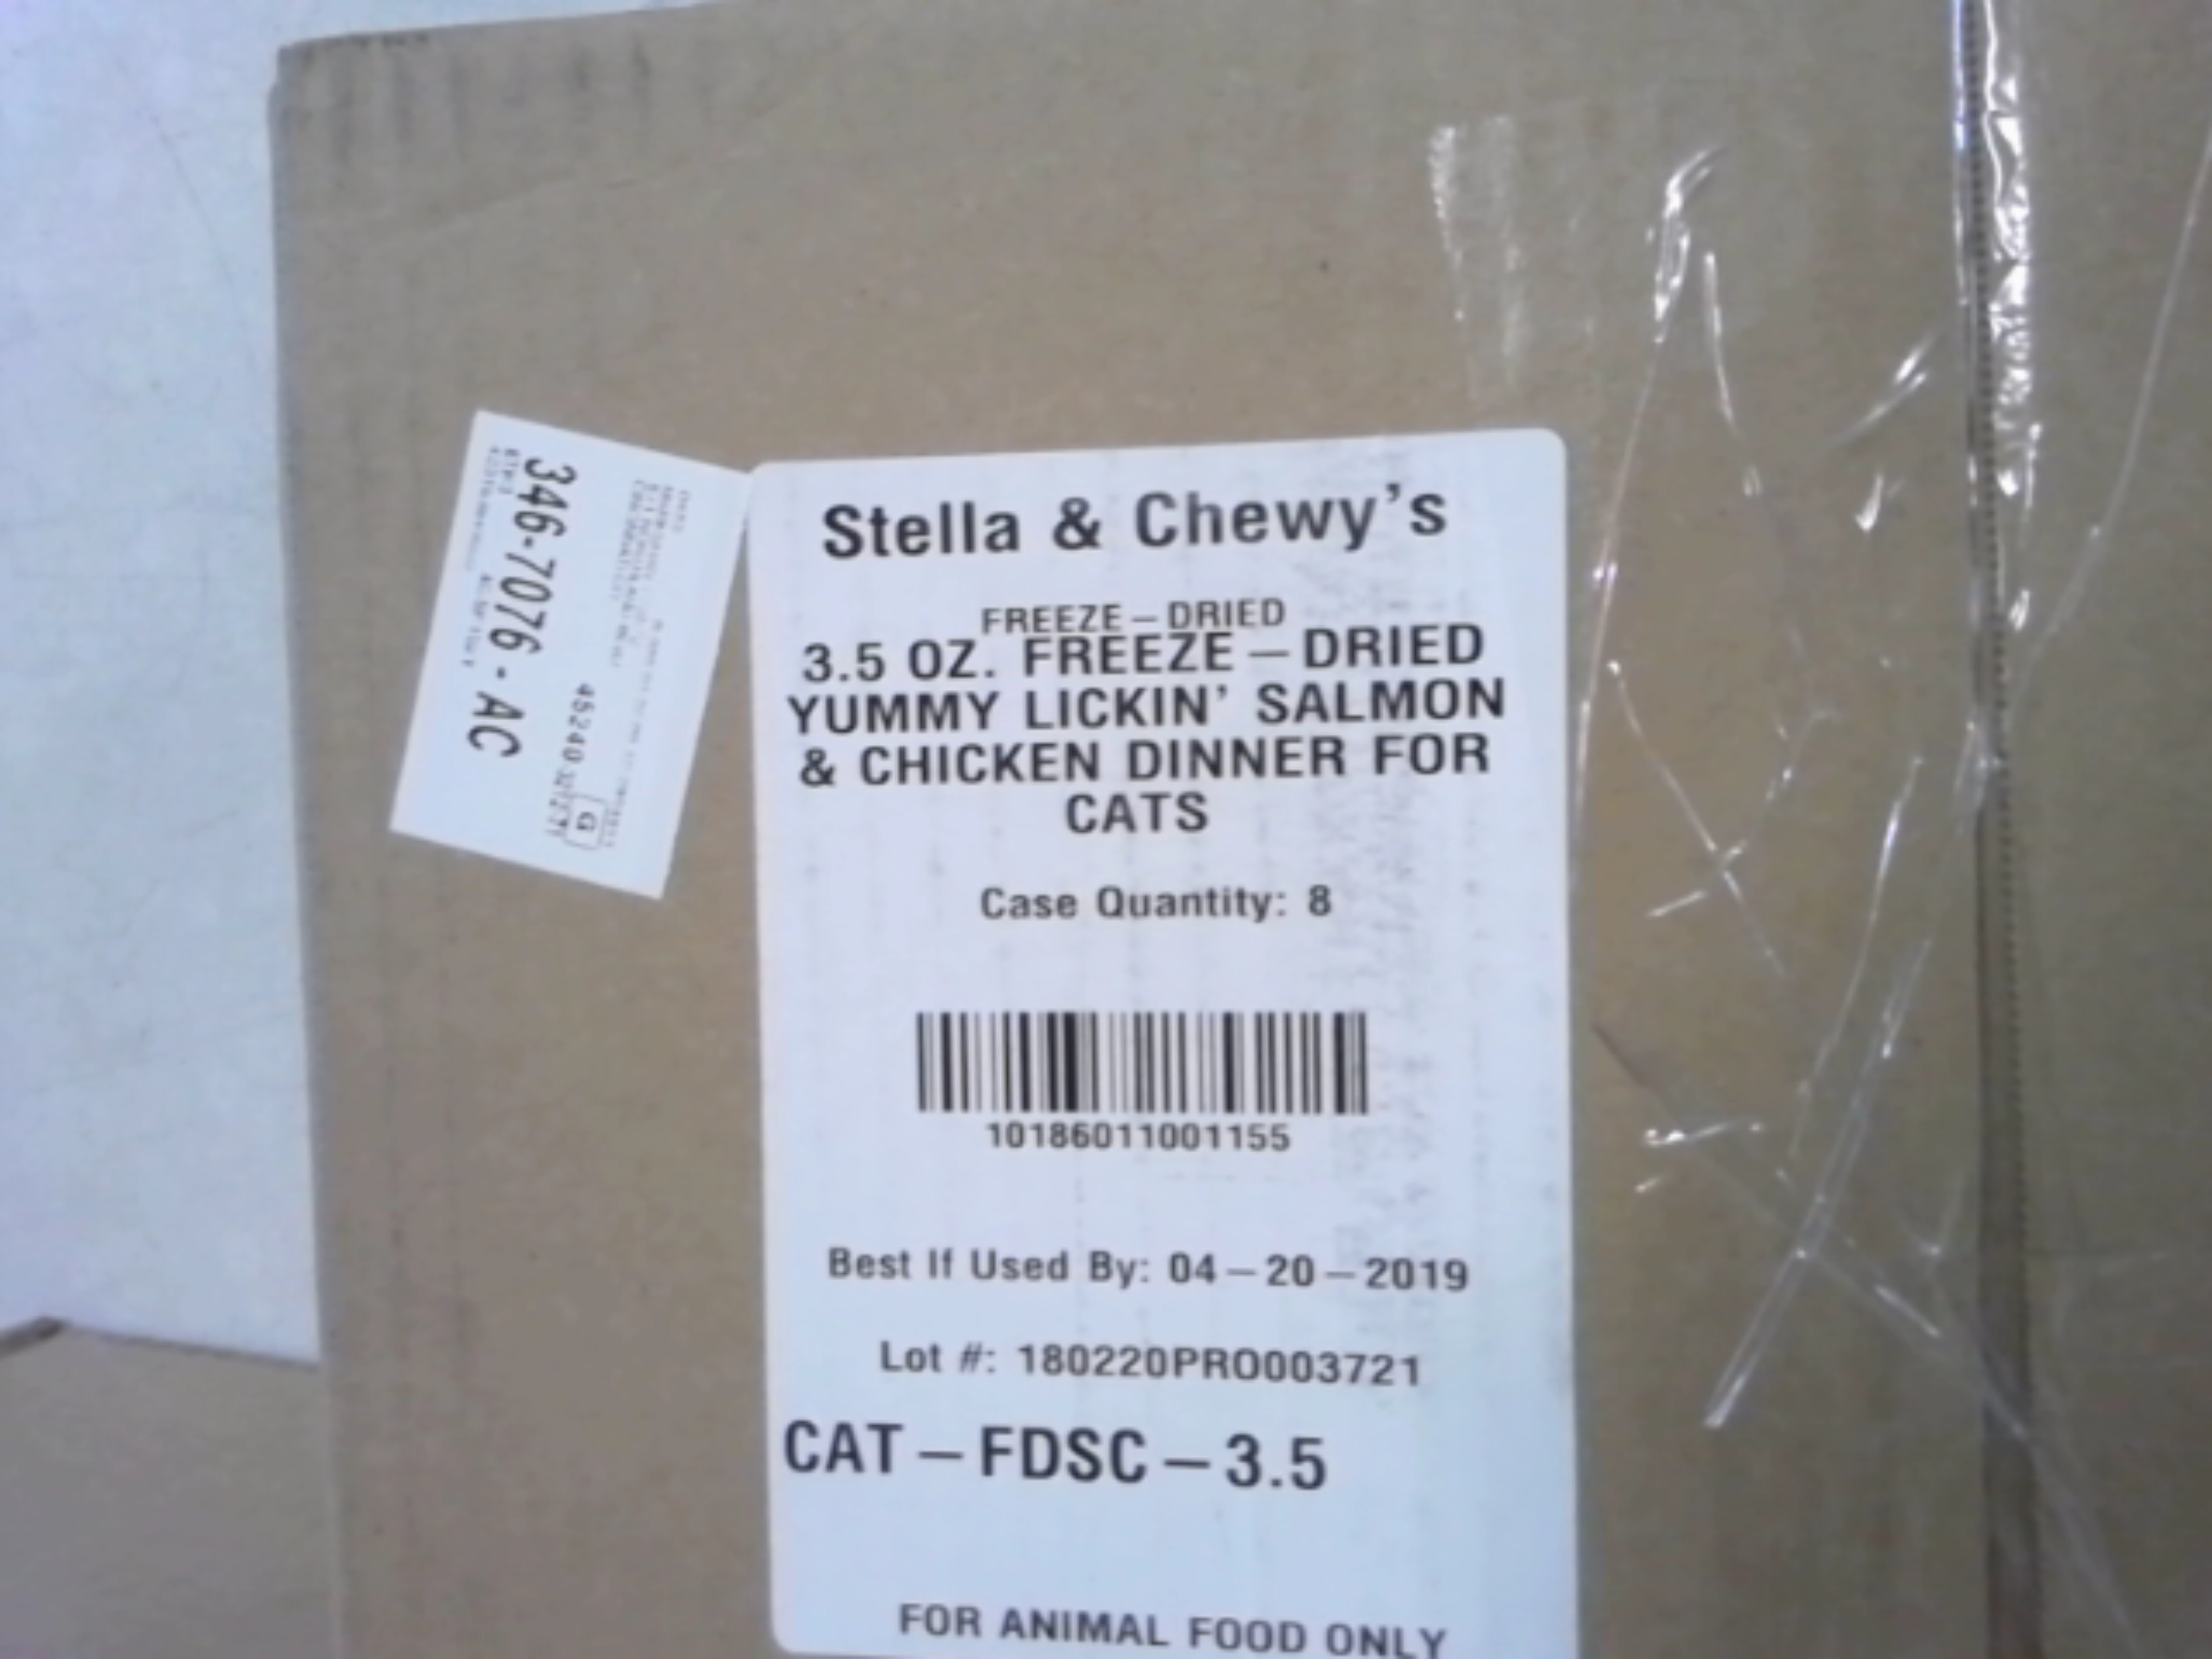 346-7076 - AC
45240
G
Stella & Chewy's
FREEZE – DRIED
3.5 OZ. FREEZE – DRIED
YUMMY LICKIN' SALMON
& CHICKEN DINNER FOR
CATS
Case Quantity: 8
10186011001155
Best If Used By: 04 – 20 – 2019
Lot #: 180220PRO003721
CAT – FDSC – 3.5
FOR ANIMAL FOOD ONLY